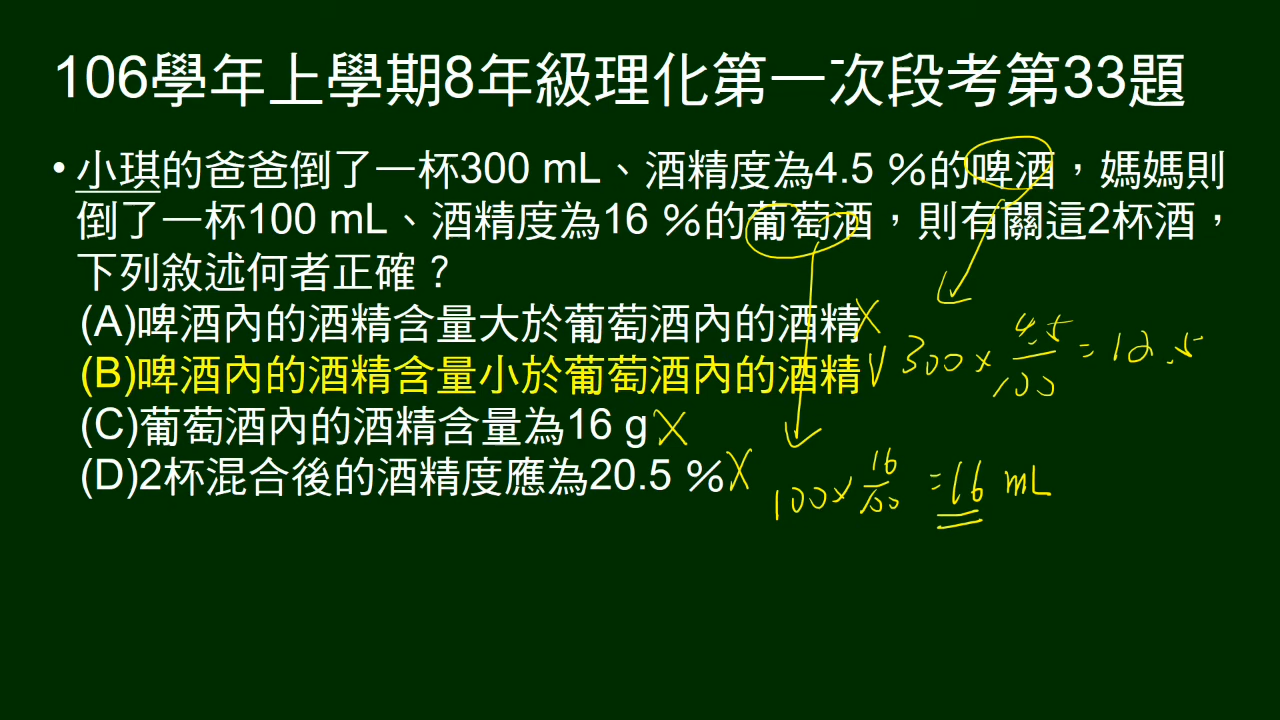 106學年上學期8年級理化第一次段考第33題
• 小琪的爸爸倒了一杯300 mL、酒精度為4.5 %的啤酒，媽媽則
倒了一杯100 mL、酒精度為16 %的葡萄酒，則有關這2杯酒，
下列敘述何者正確？
(A)啤酒內的酒精含量大於葡萄酒內的酒精X
(B)啤酒內的酒精含量小於葡萄酒內的酒精V
300 × 4.5/100 = 12.5
(C)葡萄酒內的酒精含量為16 g X
(D)2杯混合後的酒精度應為20.5 % X
100 × 16/100 = 16 mL